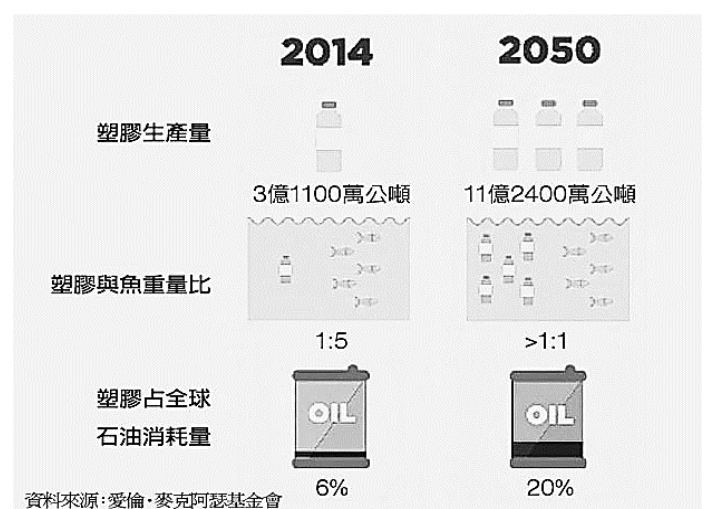 2014
2050
塑膠生產量
3億1100萬公噸
11億2400萬公噸
塑膠與魚重量比
1:5
>1:1
塑膠占全球
石油消耗量
OIL
OIL
6%
20%
資料來源:愛倫·麥克阿瑟基金會